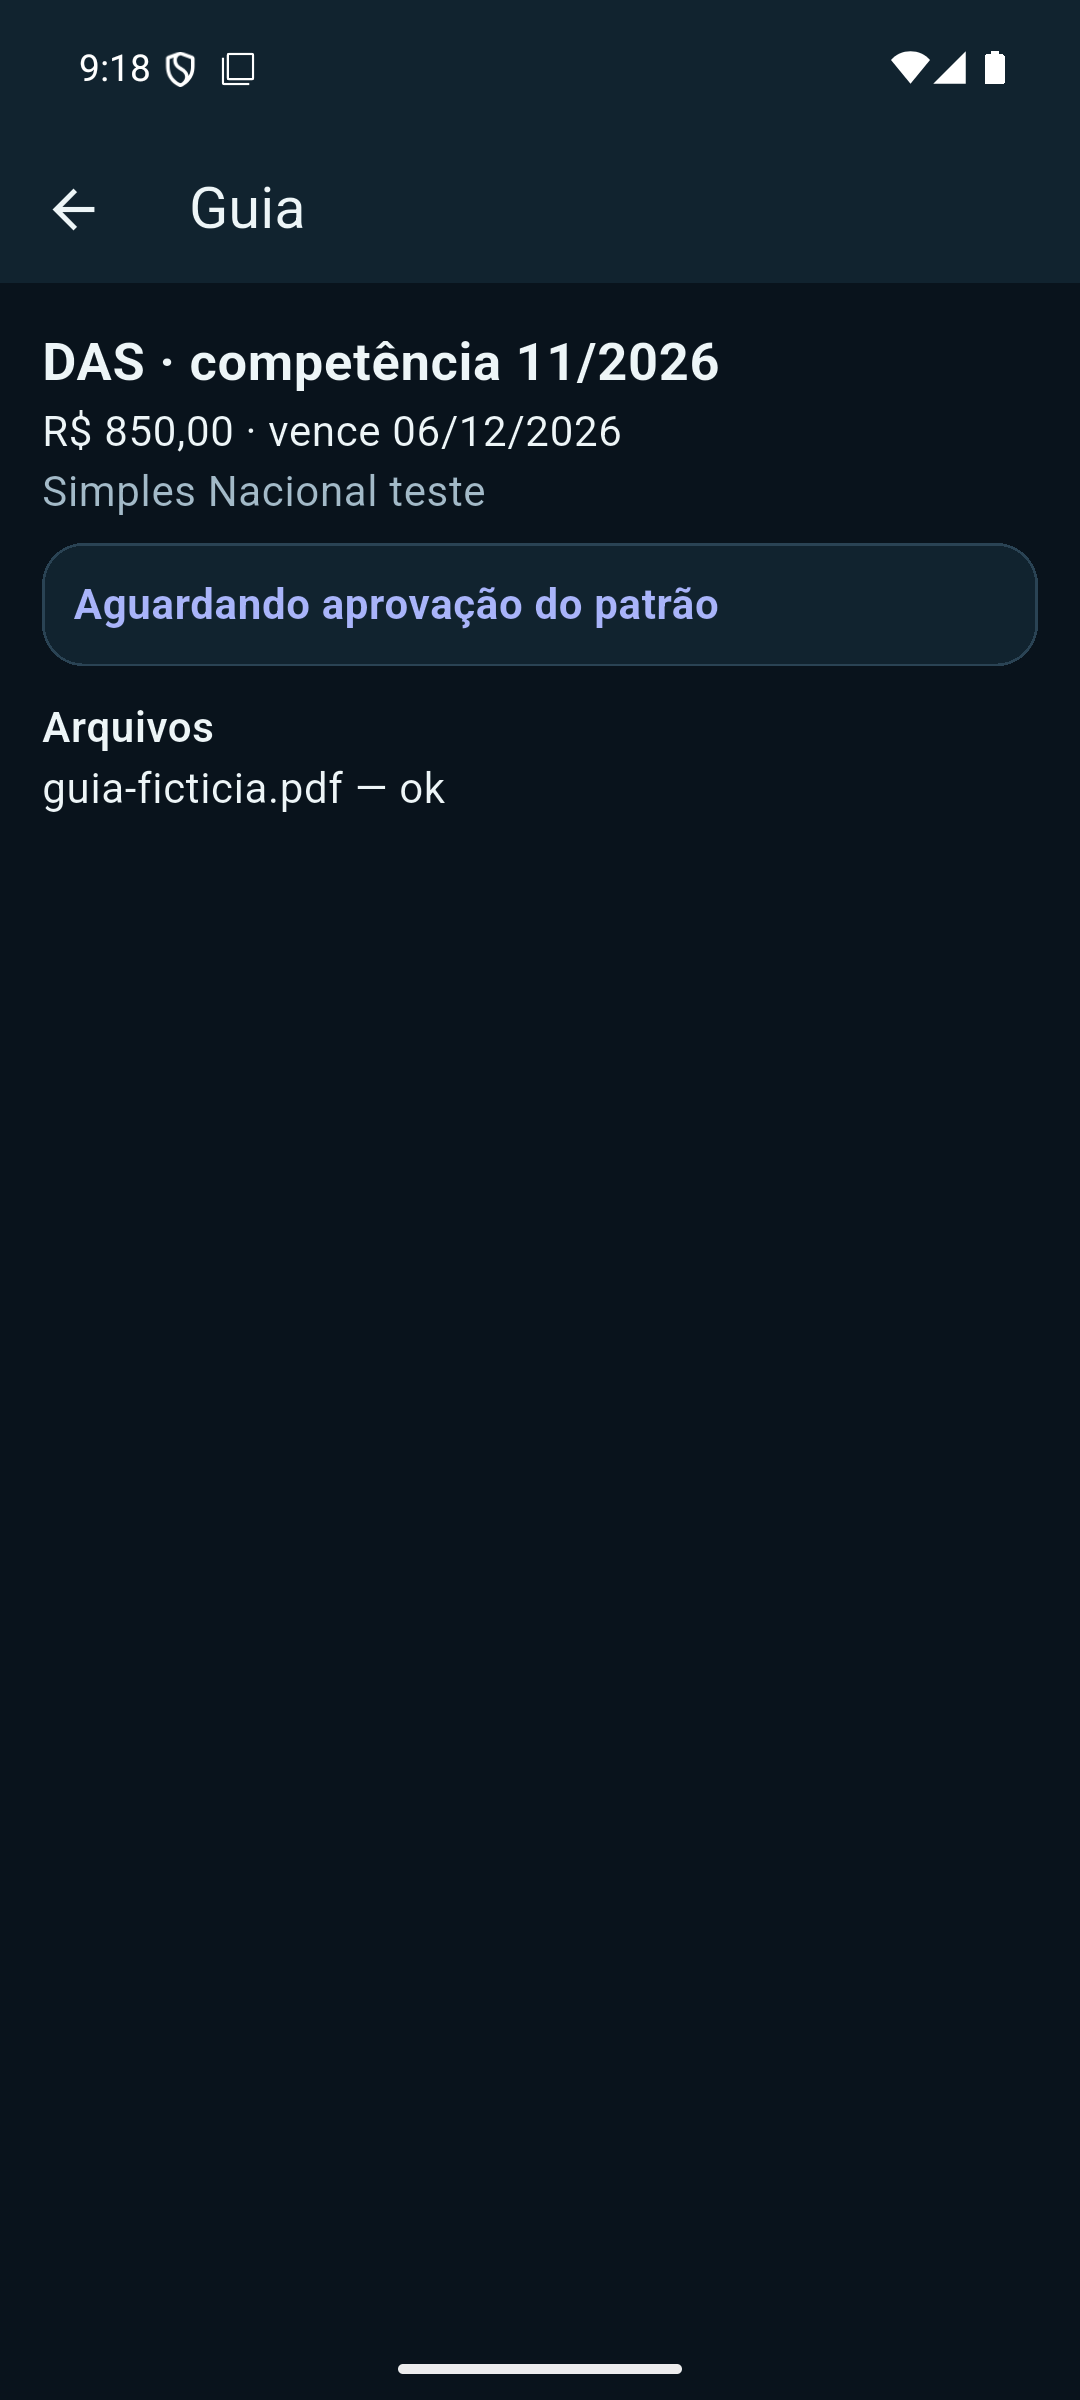 9:18
Guia
DAS · competência 11/2026
R$ 850,00 · vence 06/12/2026
Simples Nacional teste
Aguardando aprovação do patrão
Arquivos
guia-ficticia.pdf — ok